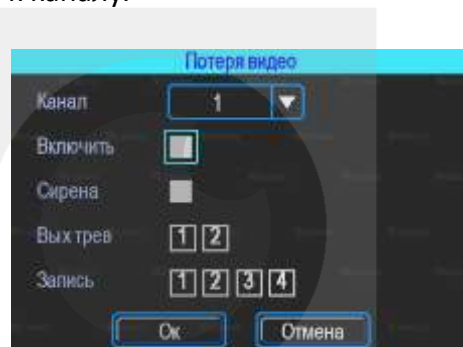 к каналу.
Потеря видео
Канал 1
Включить
Сирена
Вых трев 1 2
Запись 1 2 3 4
Ок Отмена